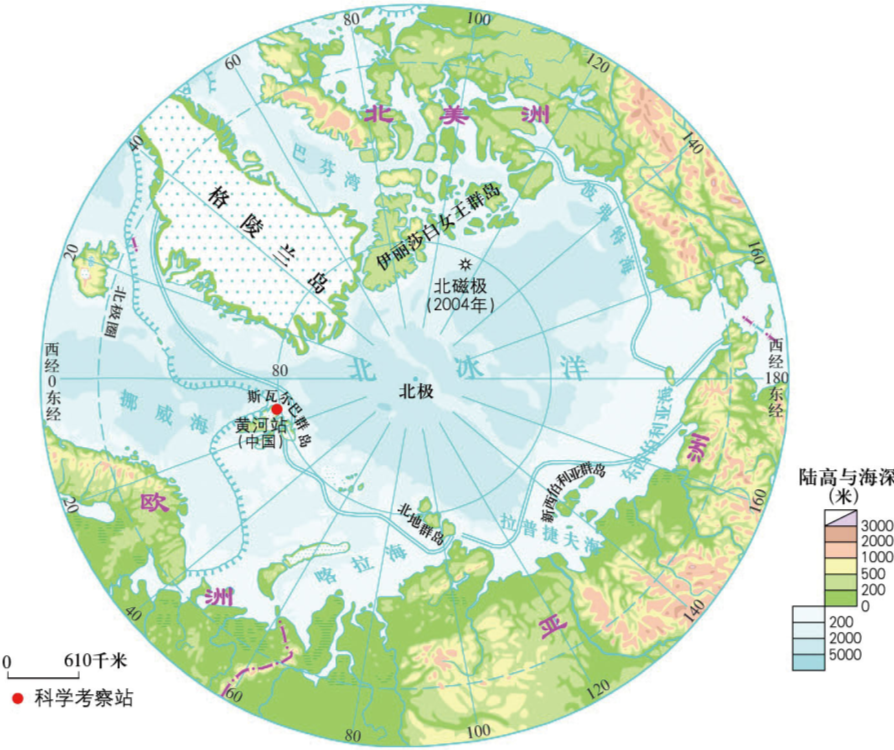 80
100
60
120
北美洲
40
140
巴芬湾
格陵兰岛
伊丽莎白女王群岛
波弗特海
20
160
北磁极
(2004年)
北极圈
西经0东经
80
北冰洋
西经180东经
北极
挪威海
斯瓦尔巴群岛
黄河站
(中国)
东西伯利亚海
洲
新西伯利亚群岛
欧
20
北地群岛
拉普捷夫海
160
喀拉海
洲
亚
40
140
60
120
80
100
陆高与海深
(米)
3000
2000
1000
500
200
0
200
2000
5000
0 610千米
科学考察站